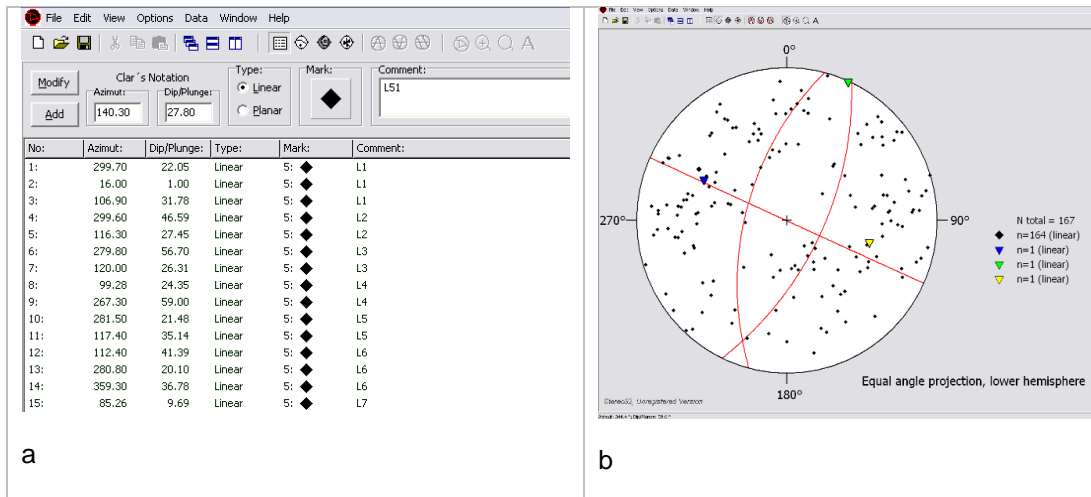 File Edit View Options Data Window Help
Modify
Add
Clar´s Notation
Azimut:
Dip/Plunge:
140.30
27.80
Type:
Linear
Planar
Mark:
Comment:
L51
No: Azimut: Dip/Plunge: Type: Mark: Comment:
1: 299.70 22.05 Linear 5: L1
2: 16.00 1.00 Linear 5: L1
3: 106.90 31.78 Linear 5: L1
4: 299.60 46.59 Linear 5: L2
5: 116.30 27.45 Linear 5: L2
6: 279.80 56.70 Linear 5: L3
7: 120.00 26.31 Linear 5: L3
8: 99.28 24.35 Linear 5: L4
9: 267.30 59.00 Linear 5: L4
10: 281.50 21.48 Linear 5: L5
11: 117.40 35.14 Linear 5: L5
12: 112.40 41.39 Linear 5: L6
13: 280.80 20.10 Linear 5: L6
14: 359.30 36.78 Linear 5: L6
15: 85.26 9.69 Linear 5: L7
a
File Edit View Options Data Window Help
0°
270°
90°
180°
N total = 167
n=164 (linear)
n=1 (linear)
n=1 (linear)
n=1 (linear)
Equal angle projection, lower hemisphere
Stereo32, Unregistered Version
b